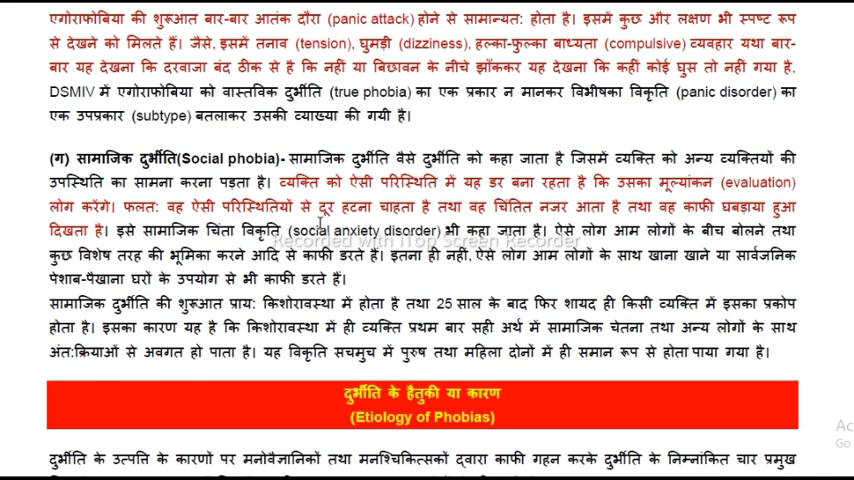 एगोराफोबिया की शुरूआत बार-बार आतंक दौरा (panic attack) होने से सामान्यत: होता है। इसमें कुछ और लक्षण भी स्पष्ट रूप
से देखने को मिलते हैं। जैसे, इसमें तनाव (tension), घुमड़ी (dizziness), हल्का-फुल्का बाध्यता (compulsive) व्यवहार यथा बार-
बार यह देखना कि दरवाजा बंद ठीक से है कि नहीं या बिछावन के नीचे झाँककर यह देखना कि कहीं कोई घुस तो नहीं गया है,
DSMIV में एगोराफोबिया को वास्तविक दुर्भीति (true phobia) का एक प्रकार न मानकर विभीषका विकृति (panic disorder) का
एक उपप्रकार (subtype) बतलाकर उसकी व्याख्या की गयी है।
(ग) सामाजिक दुर्भीति(Social phobia)- सामाजिक दुर्भीति वैसे दुर्भीति को कहा जाता है जिसमें व्यक्ति को अन्य व्यक्तियों की
उपस्थिति का सामना करना पड़ता है। व्यक्ति को ऐसी परिस्थिति में यह डर बना रहता है कि उसका मूल्यांकन (evaluation)
लोग करेंगे। फलत: वह ऐसी परिस्थितियों से दूर हटना चाहता है तथा वह चिंतित नजर आता है तथा वह काफी घबड़ाया हुआ
दिखता है। इसे सामाजिक चिंता विकृति (social anxiety disorder) भी कहा जाता है। ऐसे लोग आम लोगों के बीच बोलने तथा
Recorded with iTop Screen Recorder
कुछ विशेष तरह की भूमिका करने आदि से काफी डरते हैं। इतना ही नहीं, ऐसे लोग आम लोगों के साथ खाना खाने या सार्वजनिक
पेशाब-पैखाना घरों के उपयोग से भी काफी डरते हैं।
सामाजिक दुर्भीति की शुरूआत प्राय: किशोरावस्था में होता है तथा 25 साल के बाद फिर शायद ही किसी व्यक्ति में इसका प्रकोप
होता है। इसका कारण यह है कि किशोरावस्था में ही व्यक्ति प्रथम बार सही अर्थ में सामाजिक चेतना तथा अन्य लोगों के साथ
अंत:क्रियाओं से अवगत हो पाता है। यह विकृति सचमुच में पुरुष तथा महिला दोनों में ही समान रूप से होता पाया गया है।
दुर्भीति के हैतुकी या कारण
(Etiology of Phobias)
Ac
Go
दुर्भीति के उत्पत्ति के कारणों पर मनोवैज्ञानिकों तथा मनश्चिकित्सकों द्वारा काफी गहन करके दुर्भीति के निम्नांकित चार प्रमुख